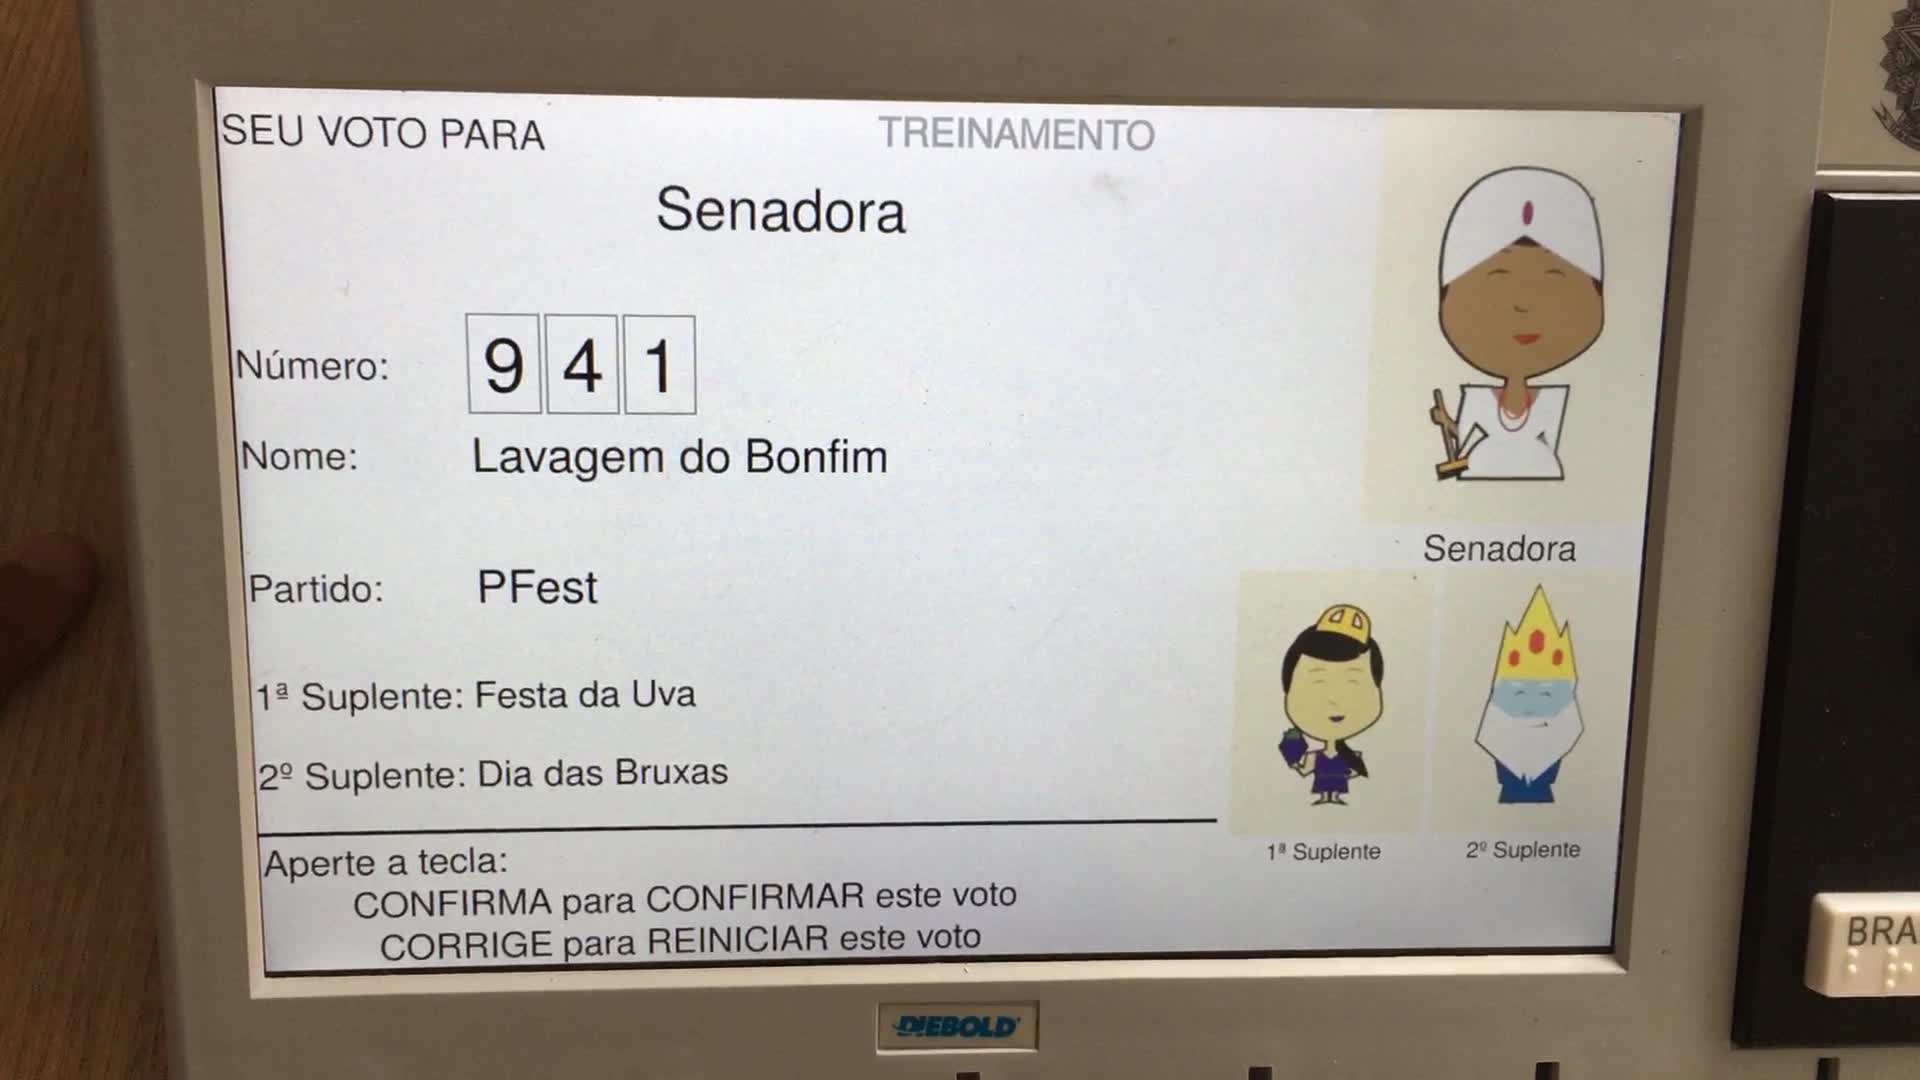 SEU VOTO PARA
TREINAMENTO
Senadora
Número: 9 4 1
Nome: Lavagem do Bonfim
Partido: PFest
1ª Suplente: Festa da Uva
2º Suplente: Dia das Bruxas
Senadora
1ª Suplente
2º Suplente
Aperte a tecla:
CONFIRMA para CONFIRMAR este voto
CORRIGE para REINICIAR este voto
DIEBOLD
BRA